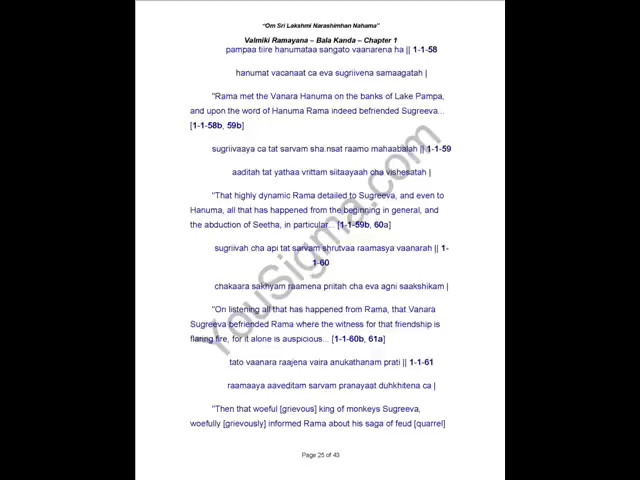 "Om Sri Lakshmi Narashimhan Nahama"
Valmiki Ramayana – Bala Kanda – Chapter 1
pampaa tiire hanumataa sangato vaanarena ha || 1-1-58
hanumat vacanaat ca eva sugriivena samaagatah |
"Rama met the Vanara Hanuma on the banks of Lake Pampa,
and upon the word of Hanuma Rama indeed befriended Sugreeva...
[1-1-58b, 59b]
sugriivaaya ca tat sarvam sha.nsat raamo mahaabalah || 1-1-59
aaditah tat yathaa vrittam siitaayaah cha vishesatah |
"That highly dynamic Rama detailed to Sugreeva, and even to
Hanuma, all that has happened from the beginning in general, and
the abduction of Seetha, in particular... [1-1-59b, 60a]
sugriivah cha api tat sarvam shrutvaa raamasya vaanarah || 1-
1-60
chakaara sakhyam raamena priitah cha eva agni saakshikam |
"On listening all that has happened from Rama, that Vanara
Sugreeva befriended Rama where the witness for that friendship is
flaring fire, for it alone is auspicious... [1-1-60b, 61a]
tato vaanara raajena vaira anukathanam prati || 1-1-61
raamaaya aaveditam sarvam pranayaat duhkhitena ca |
"Then that woeful [grievous] king of monkeys Sugreeva,
woefully [grievously] informed Rama about his saga of feud [quarrel]
Page 25 of 43
YouSigma.com